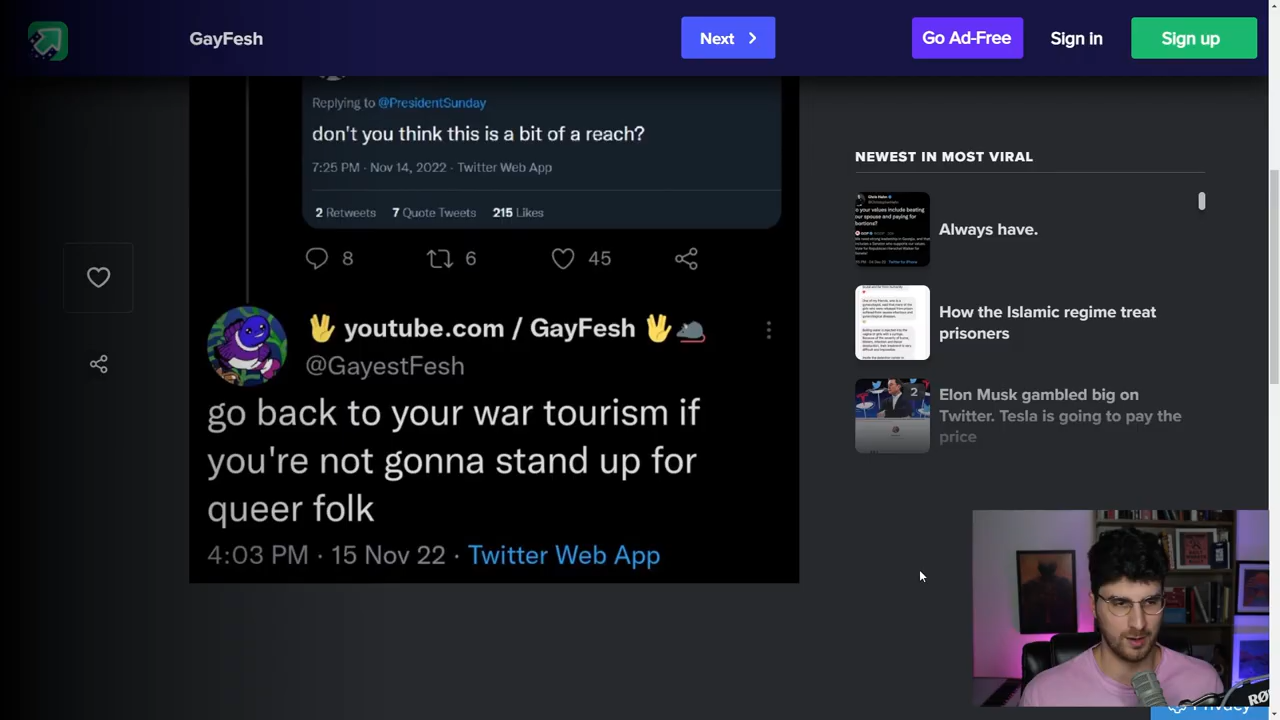 GayFesh
Next
Go Ad-Free
Sign in
Sign up
Replying to @PresidentSunday
don't you think this is a bit of a reach?
7:25 PM · Nov 14, 2022 · Twitter Web App
2 Retweets 7 Quote Tweets 215 Likes
8 6 45
🖖 youtube.com / GayFesh 🖖🐀
@GayestFesh
go back to your war tourism if
you're not gonna stand up for
queer folk
4:03 PM · 15 Nov 22 · Twitter Web App
NEWEST IN MOST VIRAL
Always have.
How the Islamic regime treat
prisoners
2
Elon Musk gambled big on
Twitter. Tesla is going to pay the
price
Privacy
RØDE